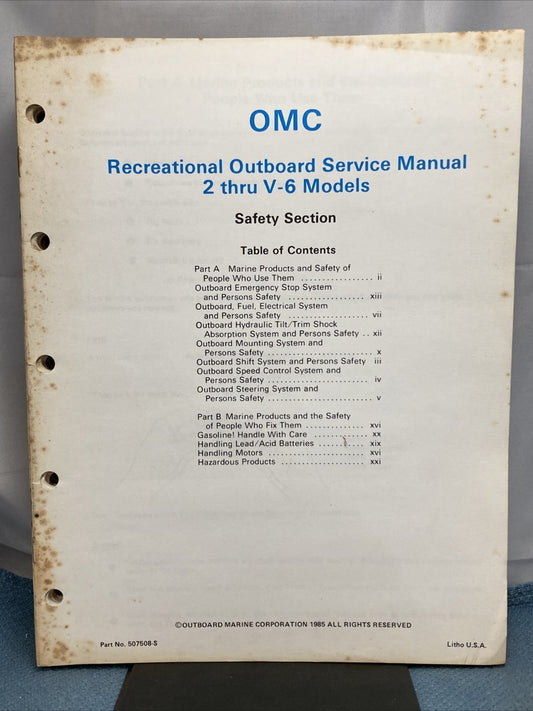 OMC
Recreational Outboard Service Manual
2 thru V-6 Models
Safety Section
Table of Contents
Part A Marine Products and Safety of
People Who Use Them ................. ii
Outboard Emergency Stop System
and Persons Safety .................. xiii
Outboard, Fuel, Electrical System
and Persons Safety .................. vii
Outboard Hydraulic Tilt/Trim Shock
Absorption System and Persons Safety .. xii
Outboard Mounting System and
Persons Safety ......................... x
Outboard Shift System and Persons Safety iii
Outboard Speed Control System and
Persons Safety ........................ iv
Outboard Steering System and
Persons Safety ......................... v
Part B Marine Products and the Safety
of People Who Fix Them .............. xvi
Gasoline! Handle With Care ............. xx
Handling Lead/Acid Batteries ........... xix
Handling Motors ....................... xvi
Hazardous Products .................... xxi
©OUTBOARD MARINE CORPORATION 1985 ALL RIGHTS RESERVED
Part No. 507508-S Litho U.S.A.